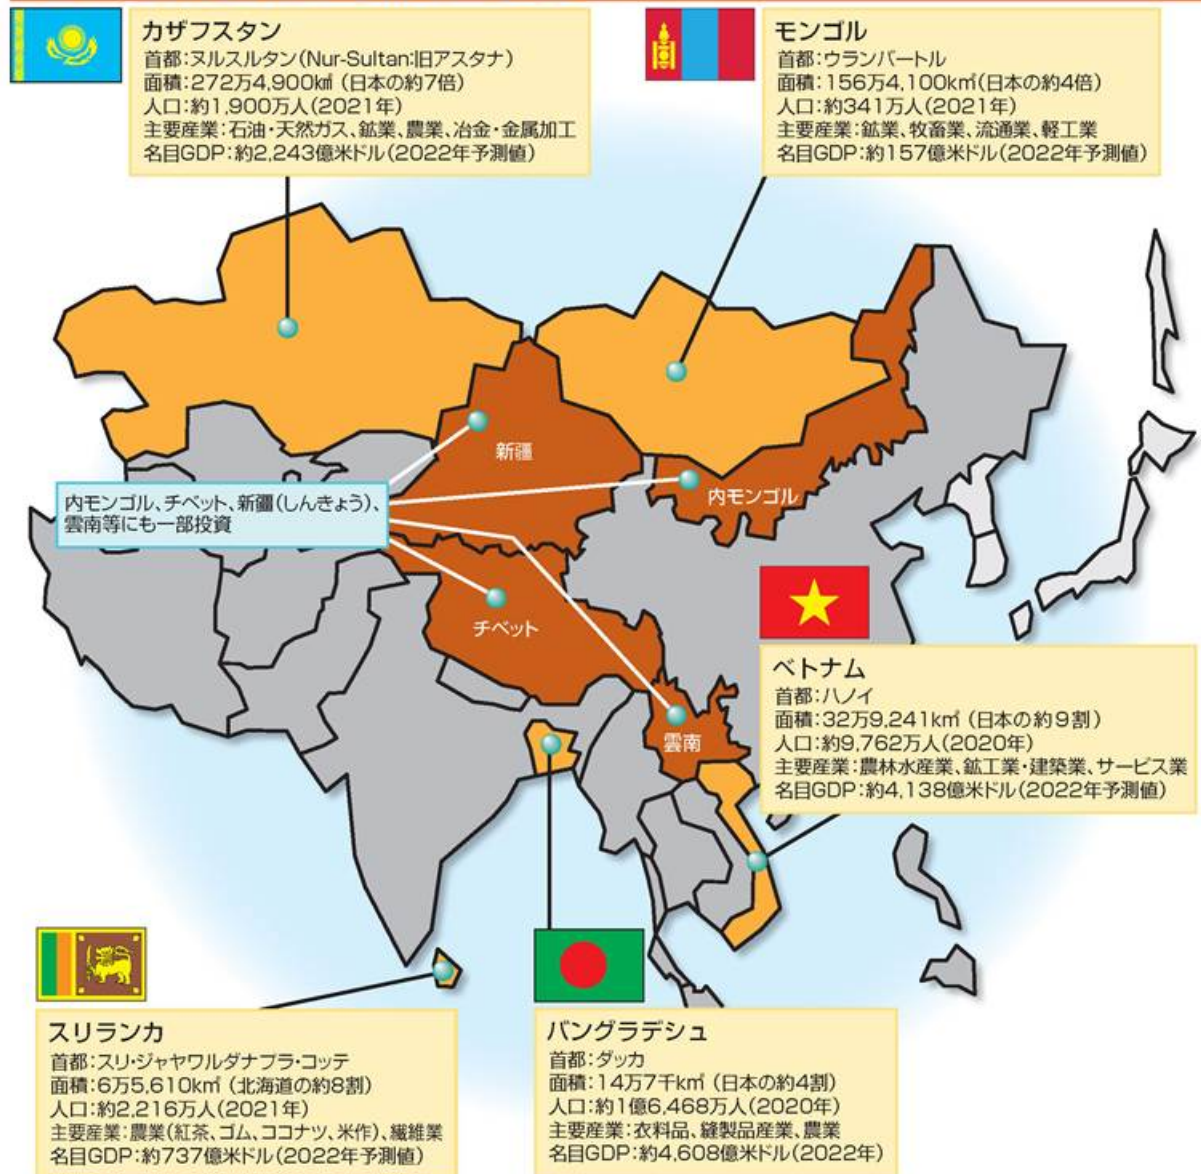 カザフスタン
首都:ヌルスルタン(Nur-Sultan:旧アスタナ)
面積:272万4,900㎢ (日本の約7倍)
人口:約1,900万人(2021年)
主要産業:石油・天然ガス、鉱業、農業、冶金・金属加工
名目GDP:約2,243億米ドル(2022年予測値)
モンゴル
首都:ウランバートル
面積:156万4,100㎢(日本の約4倍)
人口:約341万人(2021年)
主要産業:鉱業、牧畜業、流通業、軽工業
名目GDP:約157億米ドル(2022年予測値)
新疆
内モンゴル
内モンゴル、チベット、新疆(しんきょう)、
雲南等にも一部投資
チベット
雲南
ベトナム
首都:ハノイ
面積:32万9,241㎢ (日本の約9割)
人口:約9,762万人(2020年)
主要産業:農林水産業、鉱工業・建築業、サービス業
名目GDP:約4,138億米ドル(2022年予測値)
スリランカ
首都:スリ・ジャヤワルダナプラ・コッテ
面積:6万5,610㎢ (北海道の約8割)
人口:約2,216万人(2021年)
主要産業:農業(紅茶、ゴム、ココナツ、米作)、繊維業
名目GDP:約737億米ドル(2022年予測値)
バングラデシュ
首都:ダッカ
面積:14万7千㎢ (日本の約4割)
人口:約1億6,468万人(2020年)
主要産業:衣料品、縫製品産業、農業
名目GDP:約4,608億米ドル(2022年)